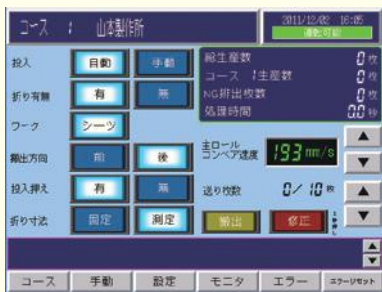 コース 1 山本製作所
2011/12/02 16:05
運転可能
投入 自動 手動
総生産数 0枚
コース 1生産数 0枚
折り有無 有 無
NG排出枚数 0枚
処理時間 0.0秒
ワーク シーツ
搬出方向 前 後
主ロール
コンベア速度 193mm/s ▲ ▼
投入押え 有 無
送り枚数 0/ 10枚 ▲ ▼
折り寸法 固定 測定
搬出 修正
コース 手動 設定 モニタ エラー エラーリセット